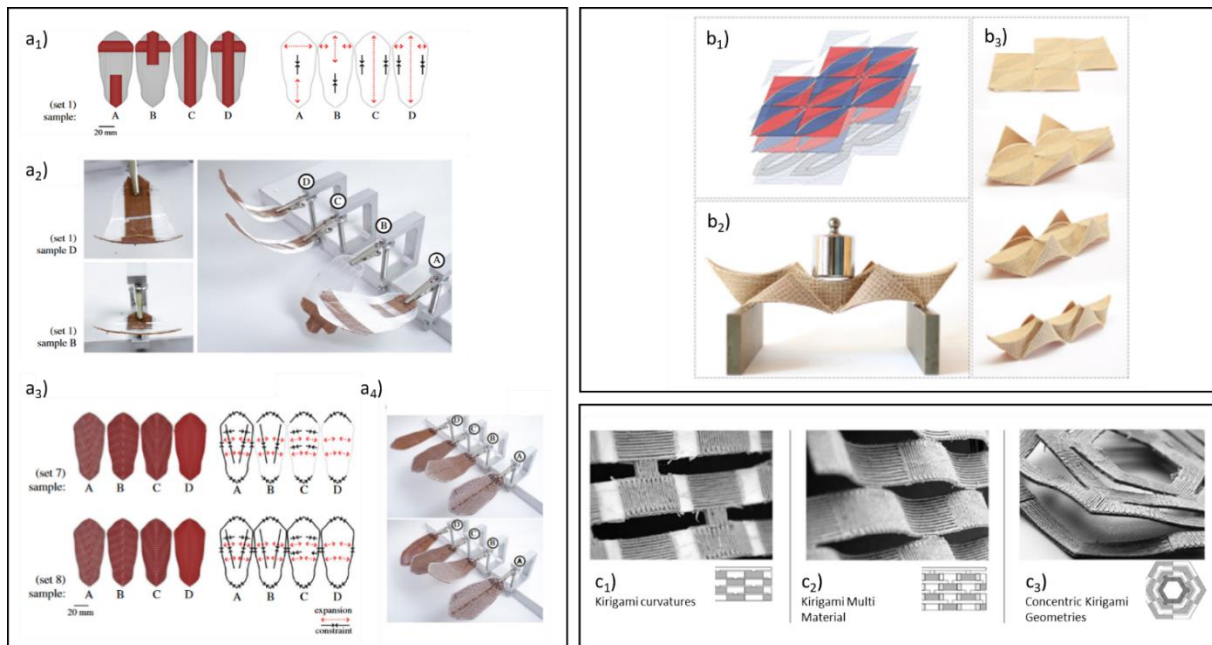 a₁)
(set 1)
sample:
A B C D
A B C D
20 mm
a₂)
(set 1)
sample D
(set 1)
sample B
D
C
B
A
a₃)
(set 7)
sample:
A B C D
A B C D
(set 8)
sample:
A B C D
A B C D
20 mm
expansion
constraint
a₄)
D
C
B
A
D
C
B
A
b₁)
b₂)
b₃)
c₁)
Kirigami curvatures
c₂)
Kirigami Multi
Material
c₃)
Concentric Kirigami
Geometries